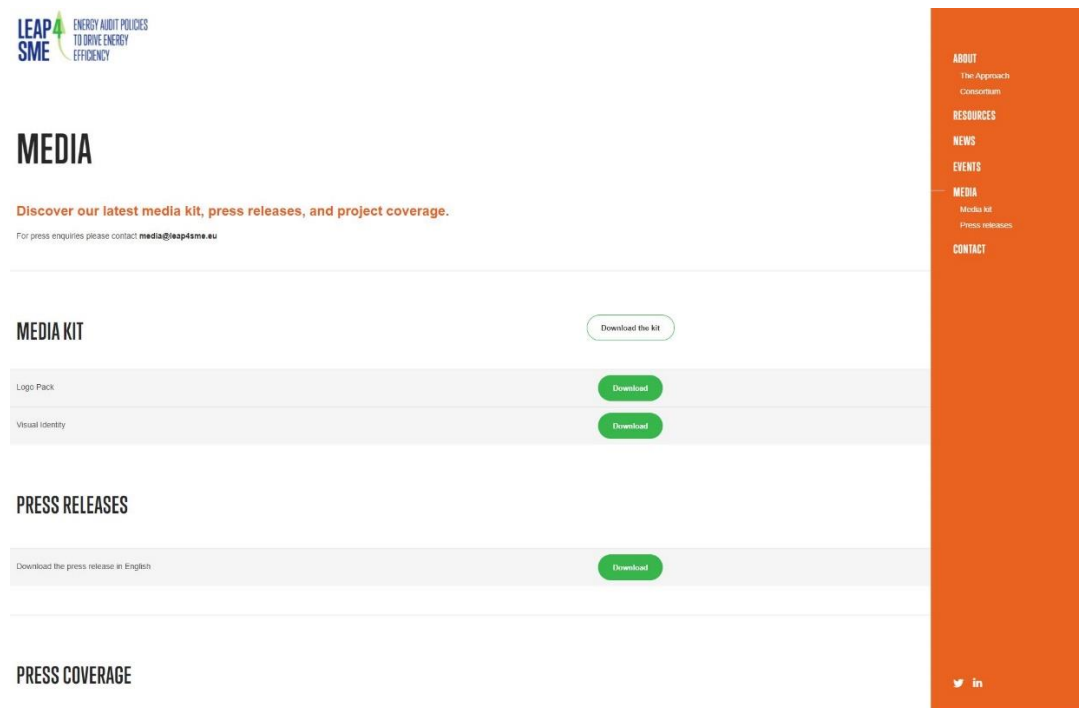 LEAP4
SME
ENERGY AUDIT POLICIES
TO DRIVE ENERGY
EFFICIENCY
MEDIA
Discover our latest media kit, press releases, and project coverage.
For press enquiries please contact media@leap4sme.eu
MEDIA KIT
Download the kit
Logo Pack
Download
Visual Identity
Download
PRESS RELEASES
Download the press release in English
Download
PRESS COVERAGE
ABOUT
The Approach
Consortium
RESOURCES
NEWS
EVENTS
MEDIA
Media kit
Press releases
CONTACT
in